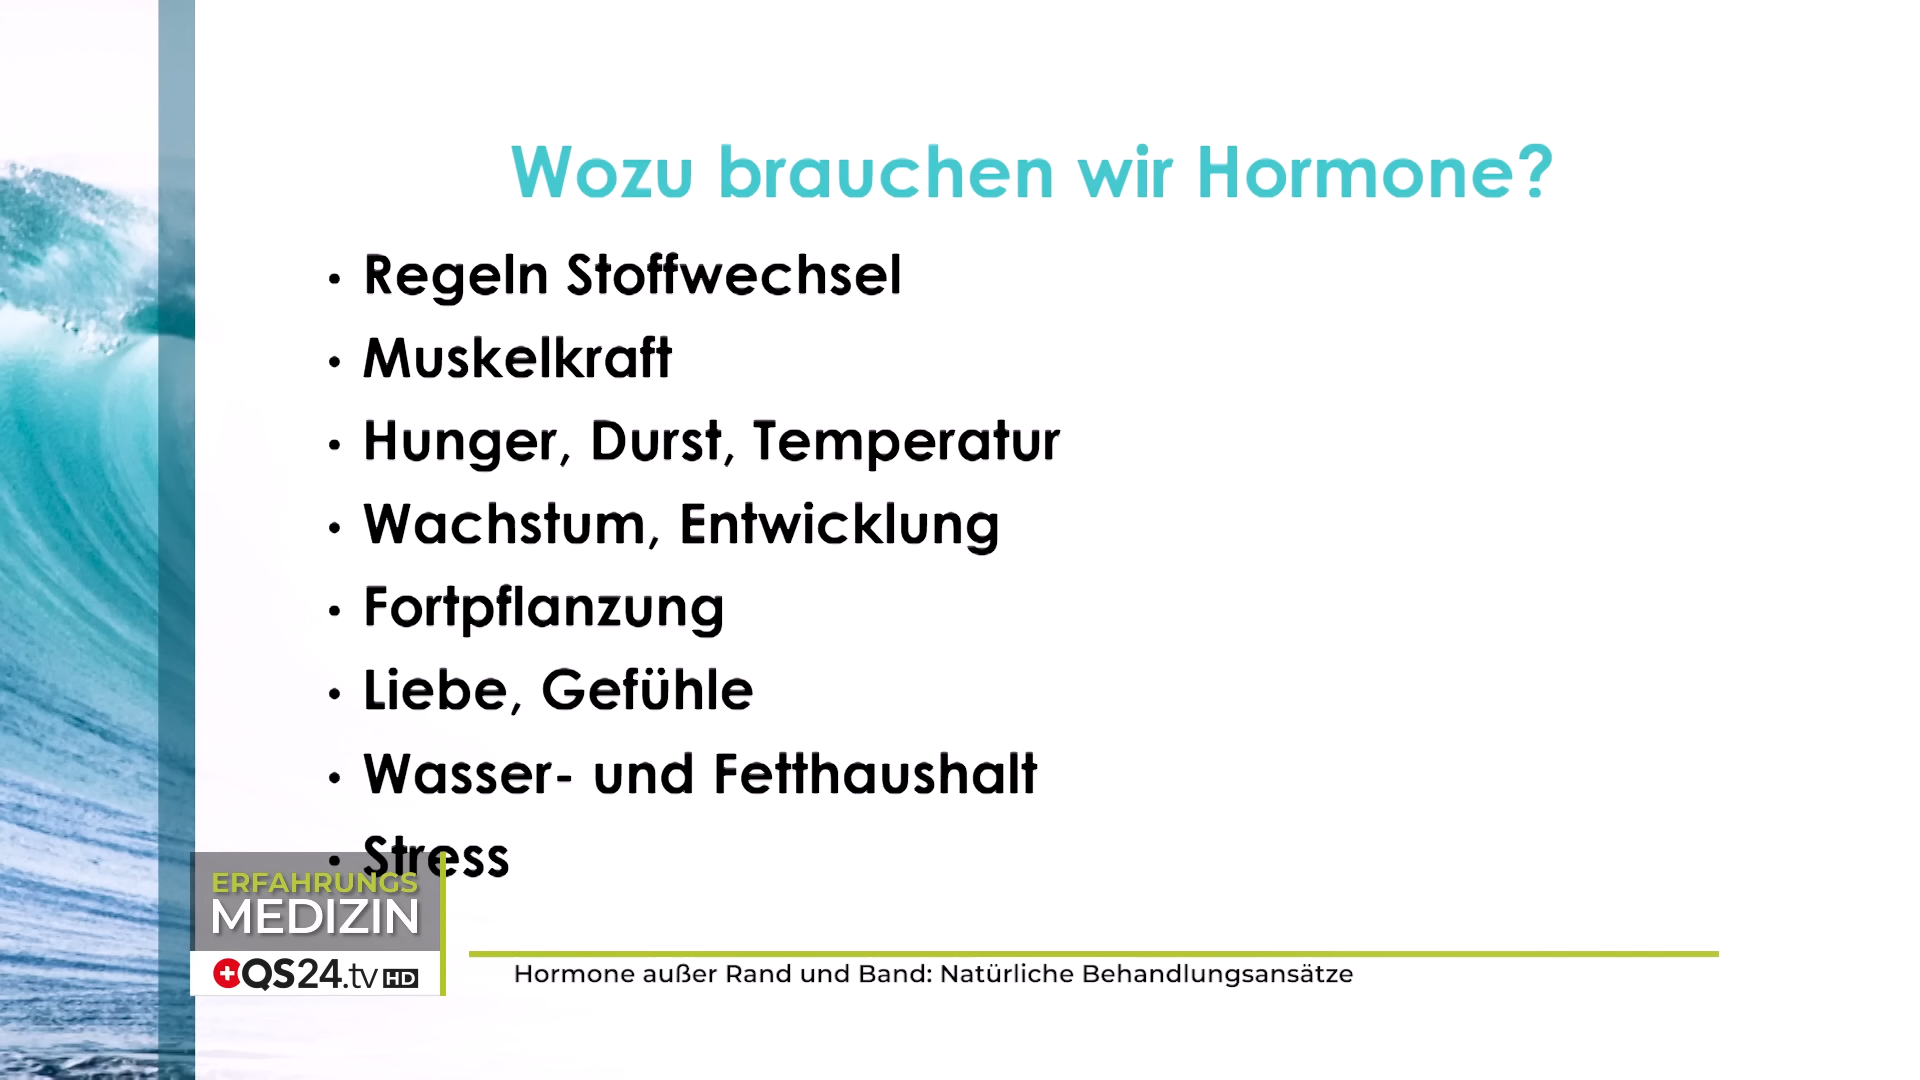 Wozu brauchen wir Hormone?
• Regeln Stoffwechsel
• Muskelkraft
• Hunger, Durst, Temperatur
• Wachstum, Entwicklung
• Fortpflanzung
• Liebe, Gefühle
• Wasser- und Fetthaushalt
• Stress
ERFAHRUNGS
MEDIZIN
QS24.tv HD
Hormone außer Rand und Band: Natürliche Behandlungsansätze